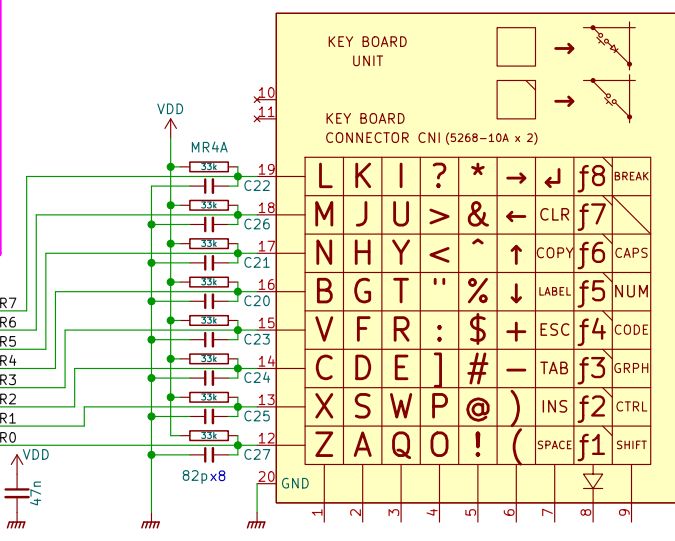 KEY BOARD
UNIT
10
11
KEY BOARD
CONNECTOR CNI (5268-10A x 2)
VDD
MR4A
33k
19
C22
L K I ? * → ↵ f8 BREAK
33k
18
C26
M J U > & ← CLR f7
33k
17
C21
N H Y < ^ ↑ COPY f6 CAPS
33k
16
C20
B G T " % ↓ LABEL f5 NUM
R7
R6
33k
15
C23
V F R : $ + ESC f4 CODE
R5
R4
33k
14
C24
C D E ] # − TAB f3 GRPH
R3
R2
33k
13
C25
X S W P @ ) INS f2 CTRL
R1
R0
33k
12
C27
Z A Q O ! ( SPACE f1 SHIFT
VDD
47n
82px8
20
GND
1 2 3 4 5 6 7 8 9